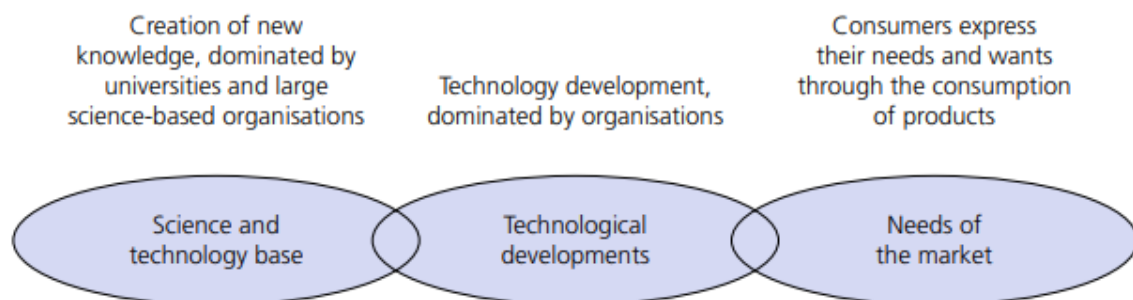 Creation of new
knowledge, dominated by
universities and large
science-based organisations
Technology development,
dominated by organisations
Consumers express
their needs and wants
through the consumption
of products
Science and
technology base
Technological
developments
Needs of
the market